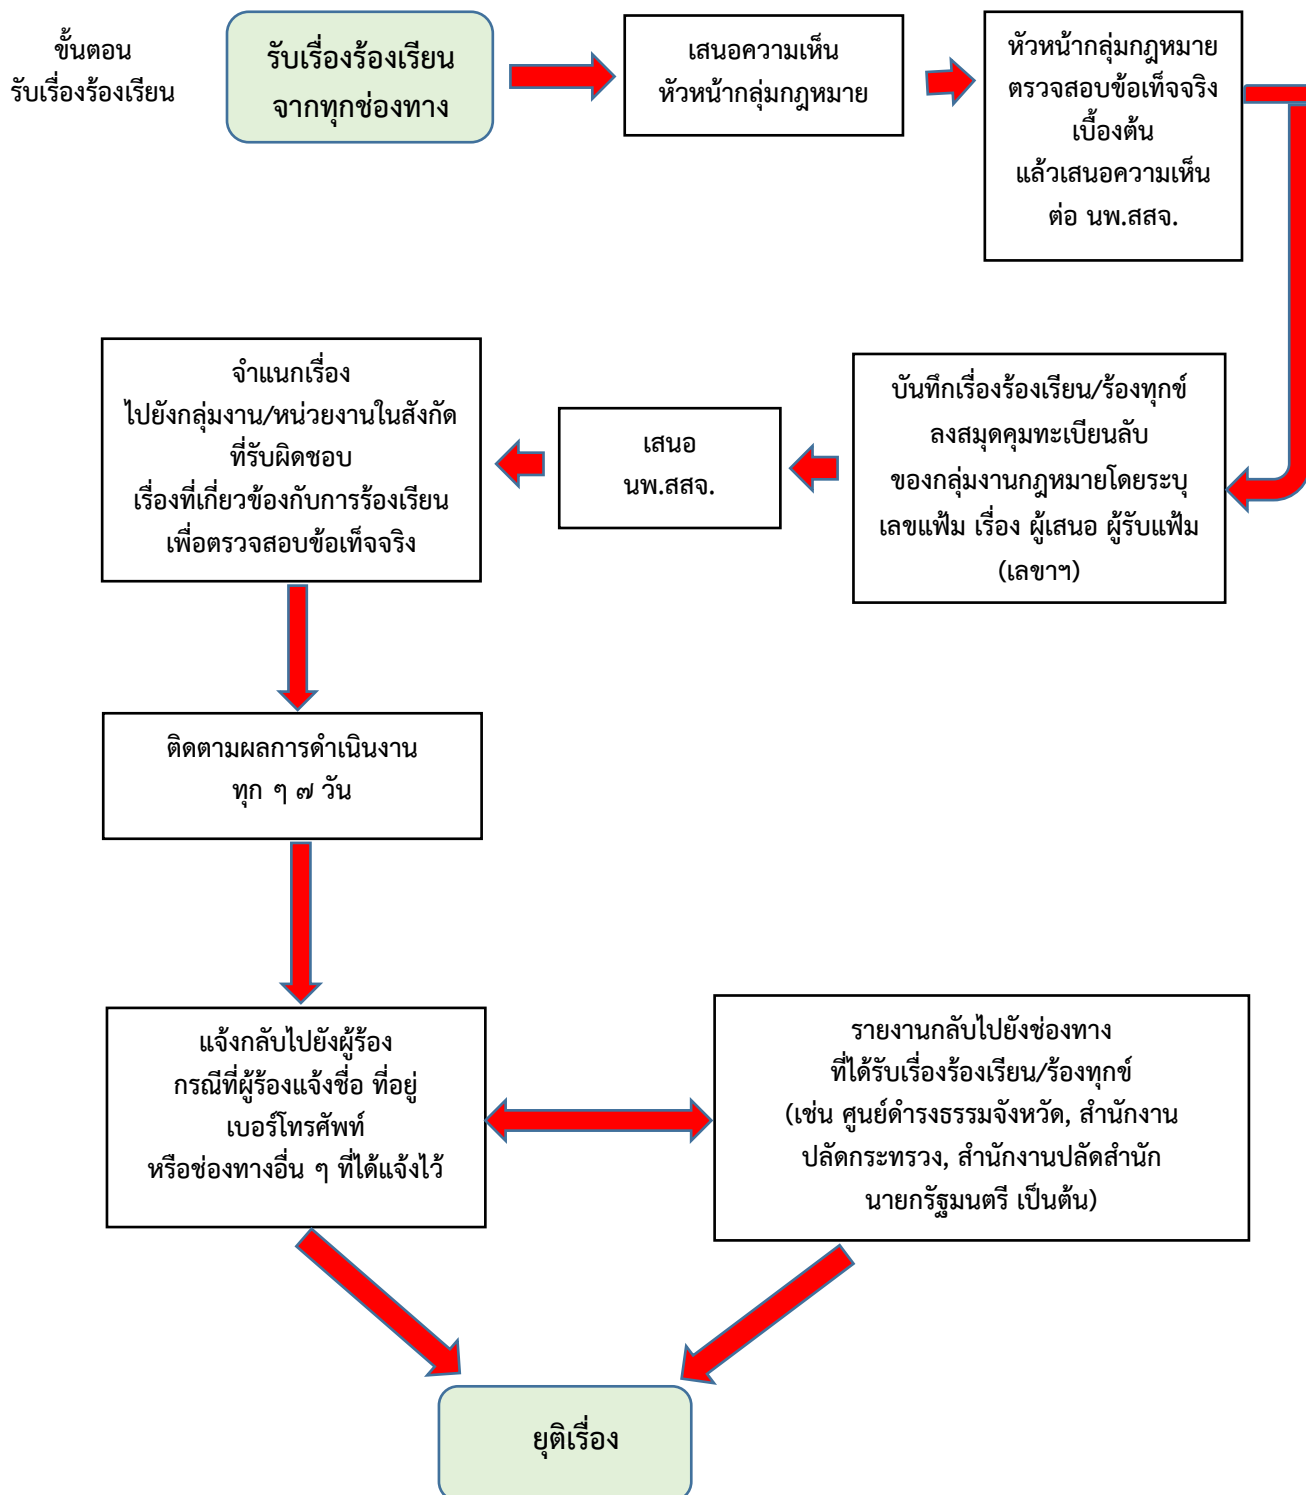 ขั้นตอน
รับเรื่องร้องเรียน
รับเรื่องร้องเรียน
จากทุกช่องทาง
เสนอความเห็น
หัวหน้ากลุ่มกฎหมาย
หัวหน้ากลุ่มกฎหมาย
ตรวจสอบข้อเท็จจริง
เบื้องต้น
แล้วเสนอความเห็น
ต่อ นพ.สสจ.
บันทึกเรื่องร้องเรียน/ร้องทุกข์
ลงสมุดคุมทะเบียนลับ
ของกลุ่มงานกฎหมายโดยระบุ
เลขแฟ้ม เรื่อง ผู้เสนอ ผู้รับแฟ้ม
(เลขาฯ)
เสนอ
นพ.สสจ.
จำแนกเรื่อง
ไปยังกลุ่มงาน/หน่วยงานในสังกัด
ที่รับผิดชอบ
เรื่องที่เกี่ยวข้องกับการร้องเรียน
เพื่อตรวจสอบข้อเท็จจริง
ติดตามผลการดำเนินงาน
ทุก ๆ ๗ วัน
แจ้งกลับไปยังผู้ร้อง
กรณีที่ผู้ร้องแจ้งชื่อ ที่อยู่
เบอร์โทรศัพท์
หรือช่องทางอื่น ๆ ที่ได้แจ้งไว้
รายงานกลับไปยังช่องทาง
ที่ได้รับเรื่องร้องเรียน/ร้องทุกข์
(เช่น ศูนย์ดำรงธรรมจังหวัด, สำนักงาน
ปลัดกระทรวง, สำนักงานปลัดสำนัก
นายกรัฐมนตรี เป็นต้น)
ยุติเรื่อง